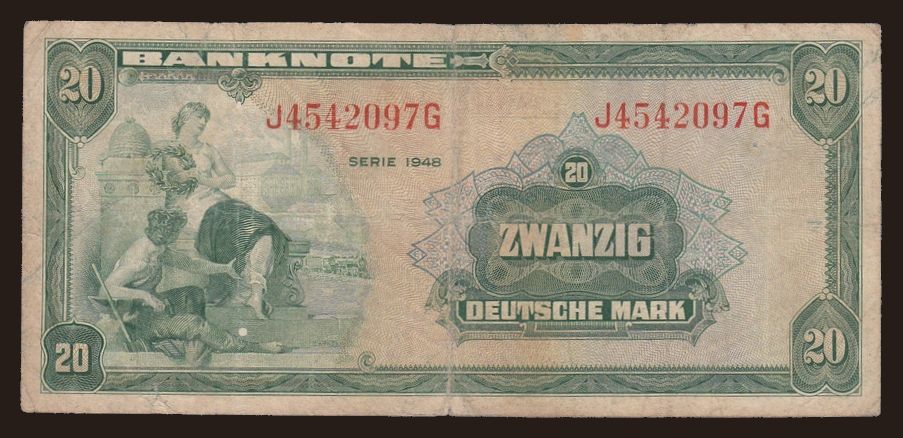 BANKNOTE
20
20
J4542097G
J4542097G
SERIE 1948
20
ZWANZIG
DEUTSCHE MARK
20
20